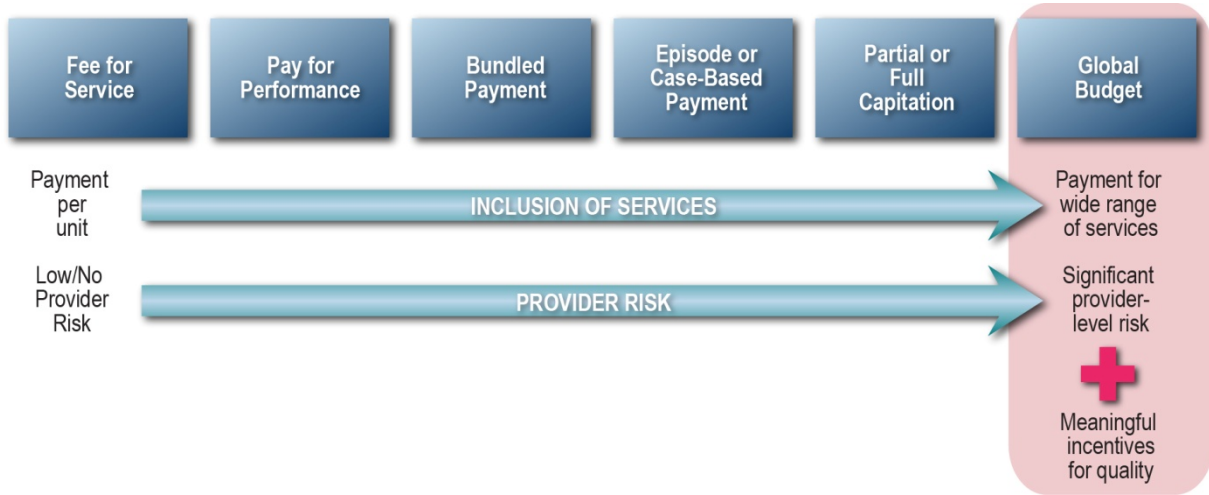 Fee for
Service
Pay for
Performance
Bundled
Payment
Episode or
Case-Based
Payment
Partial or
Full
Capitation
Global
Budget
Payment
per
unit
INCLUSION OF SERVICES
Payment for
wide range
of services
Low/No
Provider
Risk
PROVIDER RISK
Significant
provider-
level risk
Meaningful
incentives
for quality